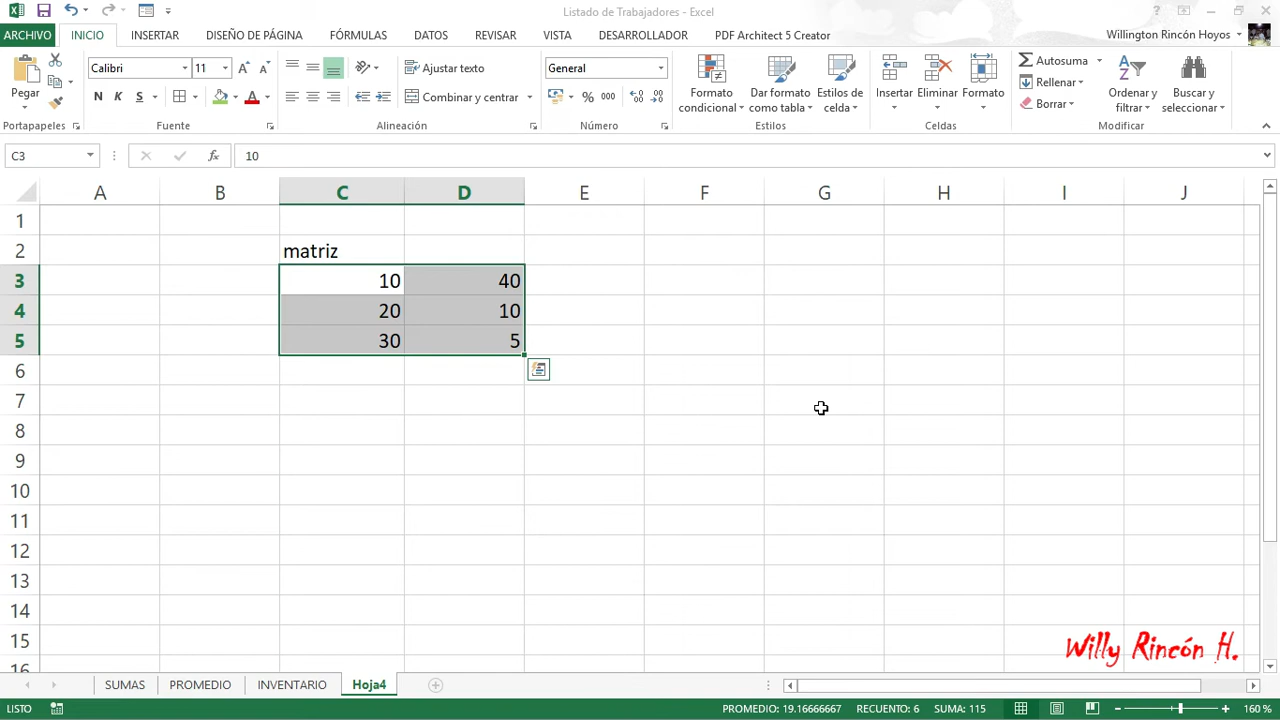 Listado de Trabajadores - Excel
?
ARCHIVO INICIO INSERTAR DISEÑO DE PÁGINA FÓRMULAS DATOS REVISAR VISTA DESARROLLADOR PDF Architect 5 Creator Willington Rincón Hoyos
Pegar
Calibri 11
N K S
Ajustar texto
Combinar y centrar
General
% 000
Formato condicional
Dar formato como tabla
Estilos de celda
Insertar Eliminar Formato
Autosuma
Rellenar
Borrar
Ordenar y filtrar
Buscar y seleccionar
Portapapeles Fuente Alineación Número Estilos Celdas Modificar
C3 fx 10
A B C D E F G H I J
1
2 matriz
3 10 40
4 20 10
5 30 5
6
7
8
9
10
11
12
13
14
15
16
Willy Rincón H.
SUMAS PROMEDIO INVENTARIO Hoja4
LISTO PROMEDIO: 19.16666667 RECUENTO: 6 SUMA: 115 160 %